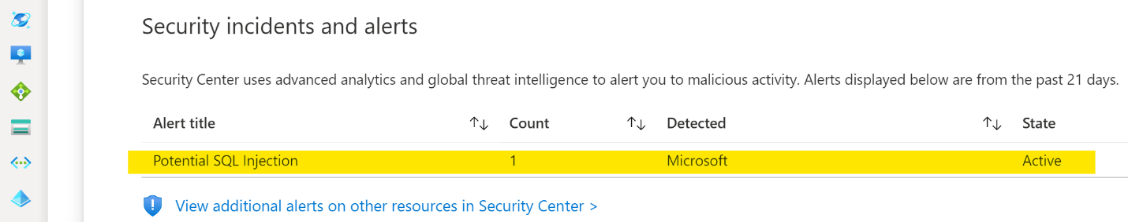 Security incidents and alerts
Security Center uses advanced analytics and global threat intelligence to alert you to malicious activity. Alerts displayed below are from the past 21 days.
Alert title ↑↓ Count ↑↓ Detected ↑↓ State
Potential SQL Injection 1 Microsoft Active
View additional alerts on other resources in Security Center >